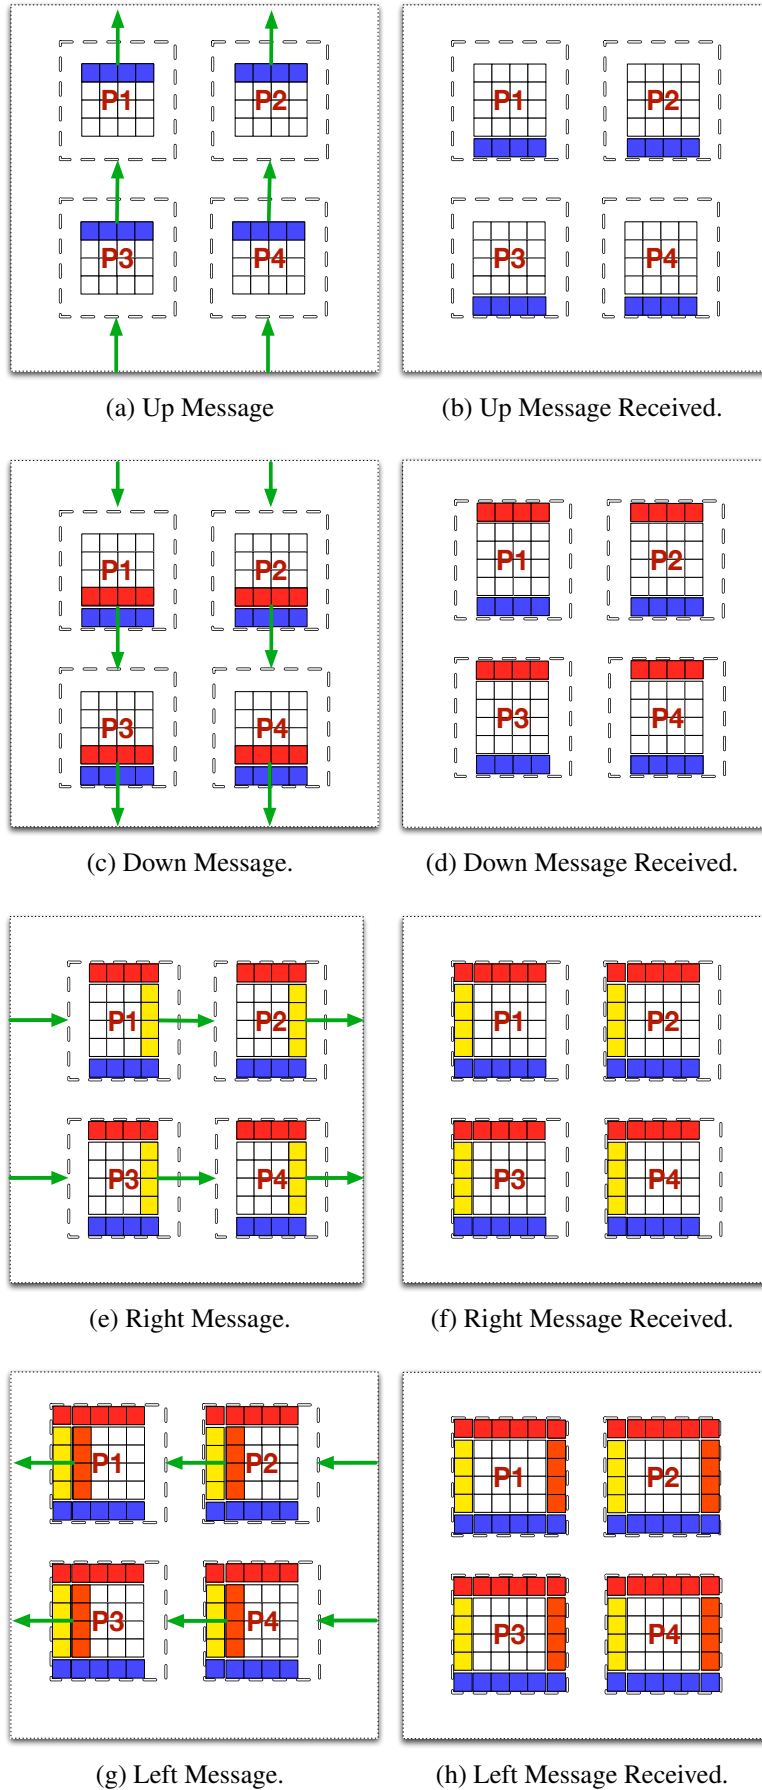 P1 P2
P3 P4
(a) Up Message
P1 P2
P3 P4
(b) Up Message Received.
P1 P2
P3 P4
(c) Down Message.
P1 P2
P3 P4
(d) Down Message Received.
P1 P2
P3 P4
(e) Right Message.
P1 P2
P3 P4
(f) Right Message Received.
P1 P2
P3 P4
(g) Left Message.
P1 P2
P3 P4
(h) Left Message Received.